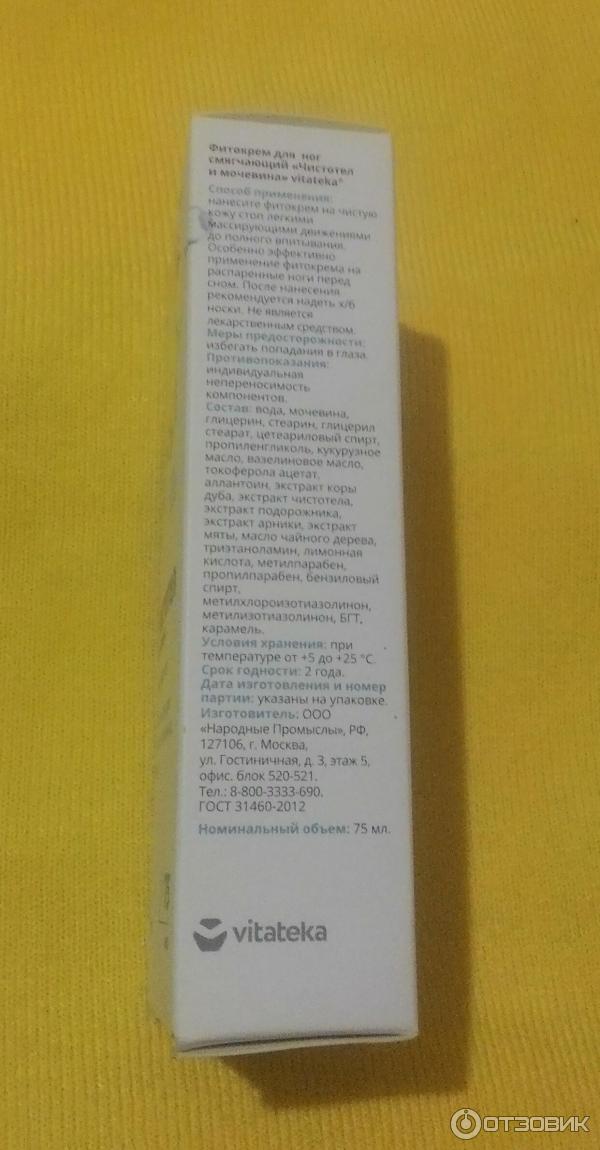 Фитокрем для ног
смягчающий «Чистотел
и мочевина» vitateka®
Способ применения:
нанесите фитокрем на чистую
кожу стоп легкими
массирующими движениями
до полного впитывания.
Особенно эффективно
применение фитокрема на
распаренные ноги перед
сном. После нанесения
рекомендуется надеть х/б
носки. Не является
лекарственным средством.
Меры предосторожности:
избегать попадания в глаза.
Противопоказания:
индивидуальная
непереносимость
компонентов.
Состав: вода, мочевина,
глицерин, стеарин, глицерил
стеарат, цетеариловый спирт,
пропиленгликоль, кукурузное
масло, вазелиновое масло,
токоферола ацетат,
аллантоин, экстракт коры
дуба, экстракт чистотела,
экстракт подорожника,
экстракт арники, экстракт
мяты, масло чайного дерева,
триэтаноламин, лимонная
кислота, метилпарабен,
пропилпарабен, бензиловый
спирт,
метилхлороизотиазолинон,
метилизотиазолинон, БГТ,
карамель.
Условия хранения: при
температуре от +5 до +25 °С.
Срок годности: 2 года.
Дата изготовления и номер
партии: указаны на упаковке.
Изготовитель: ООО
«Народные Промыслы», РФ,
127106, г. Москва,
ул. Гостиничная, д. 3, этаж 5,
офис. блок 520-521.
Тел.: 8-800-3333-690.
ГОСТ 31460-2012
Номинальный объем: 75 мл.
vitateka
ОТЗОВИК